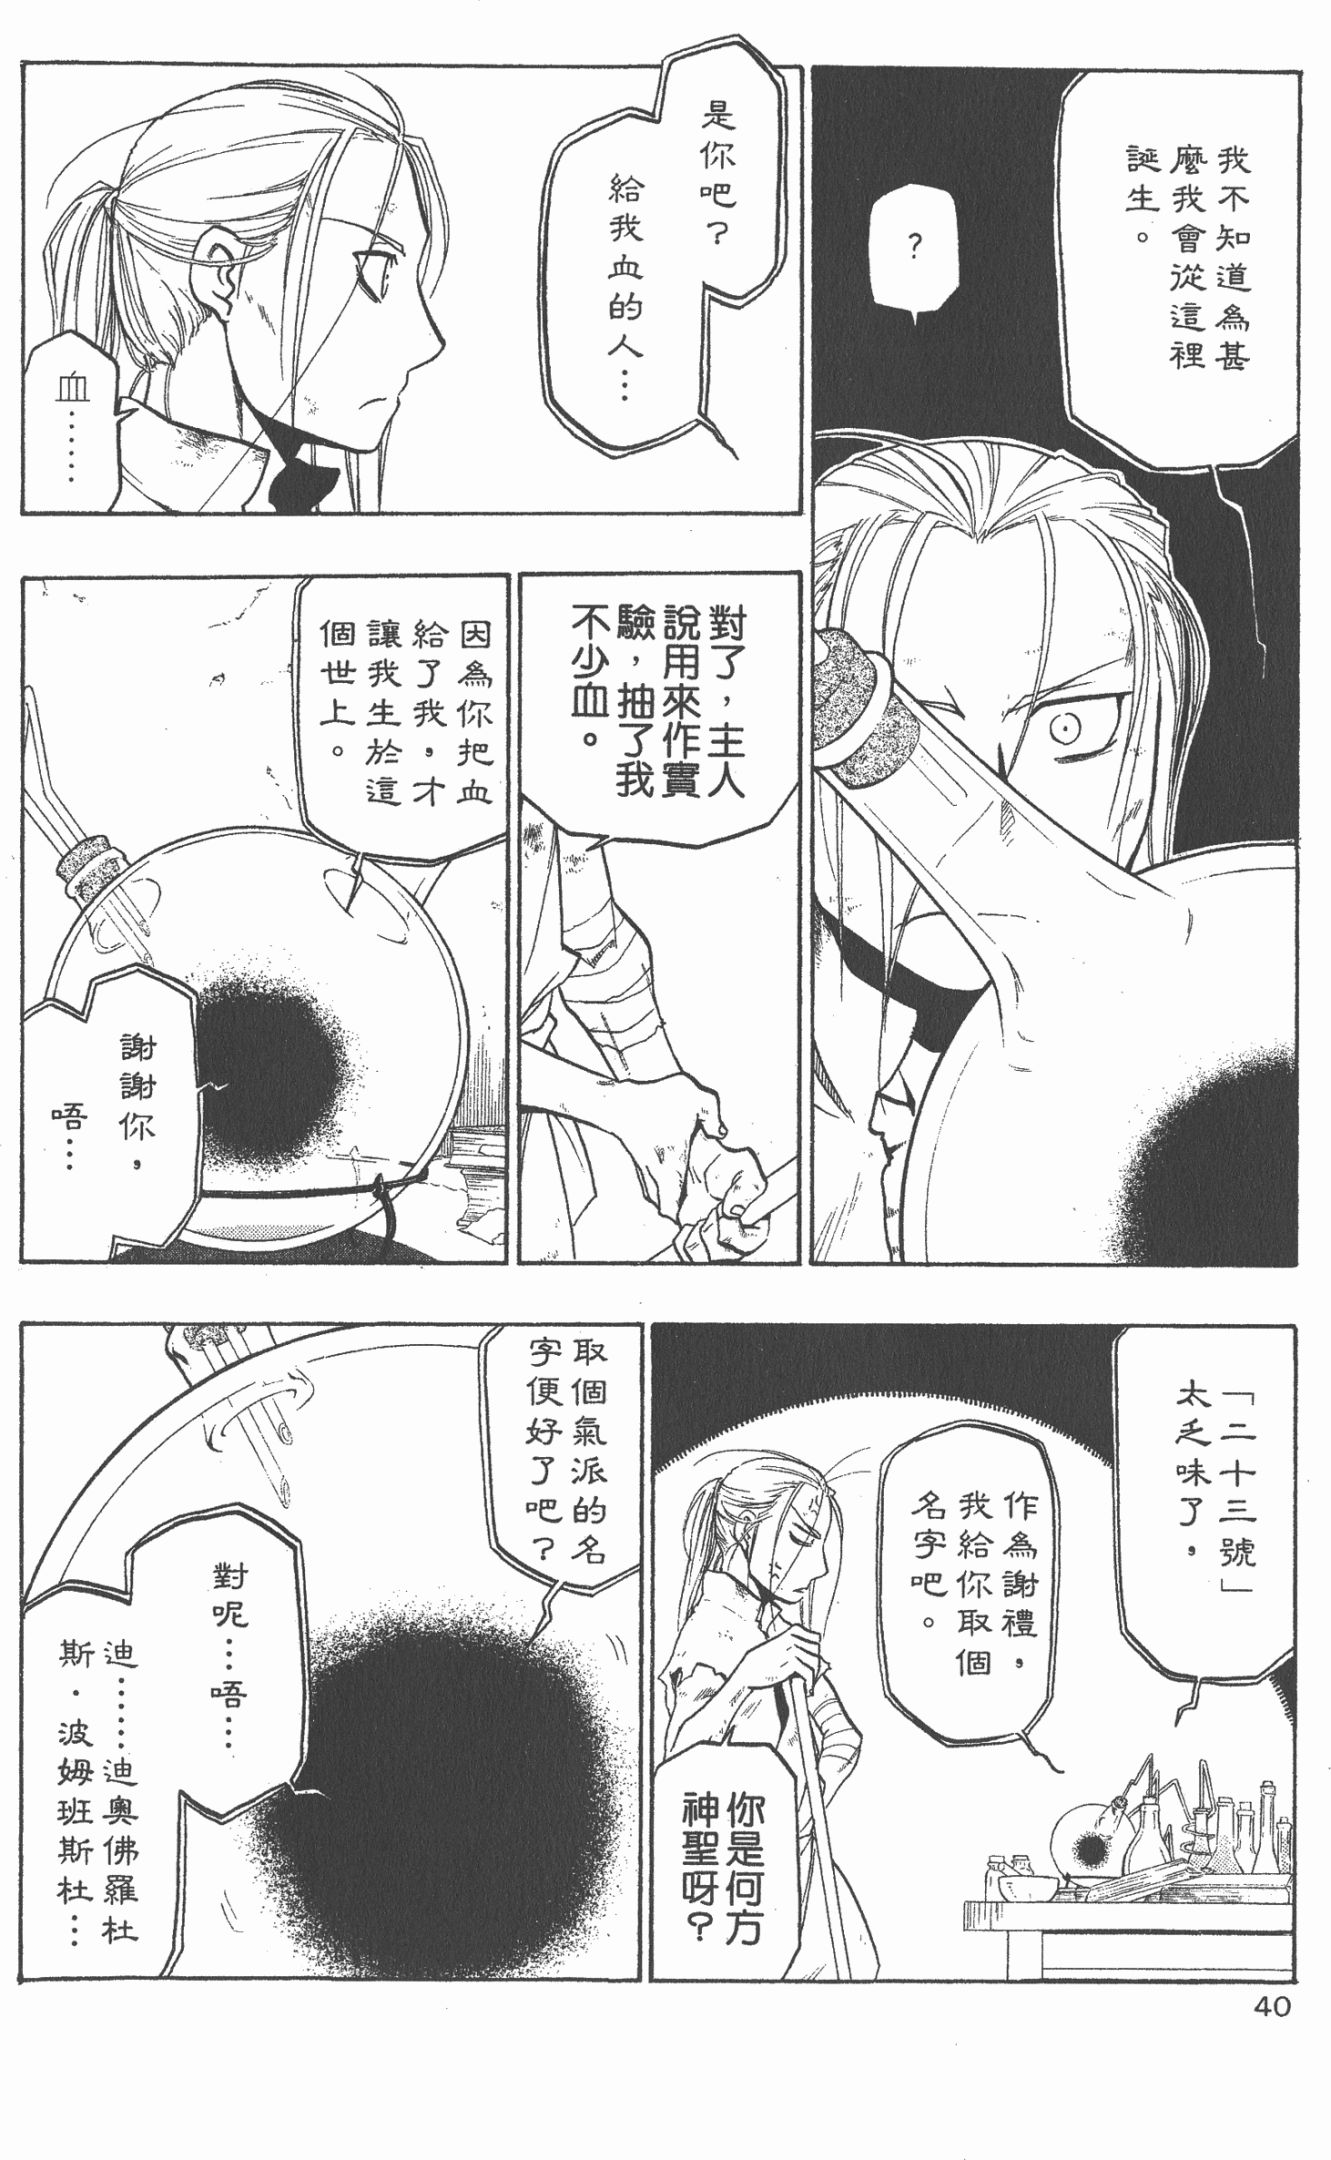 我不知道為甚
麼我會從這裡
誕生。
？
是你吧？
給我血的人…
血……
對了，主人
說用來作實
驗，抽了我
不少血。
因為你把血
給了我，才
讓我生於這
個世上。
謝謝你，
唔…
「二十三號」
太乏味了，
作為謝禮，
我給你取個
名字吧。
你是何方
神聖呀？
取個氣派的名
字便好了吧？
對呢…唔…
迪……迪奧佛羅杜
斯．波姆班斯杜…
40